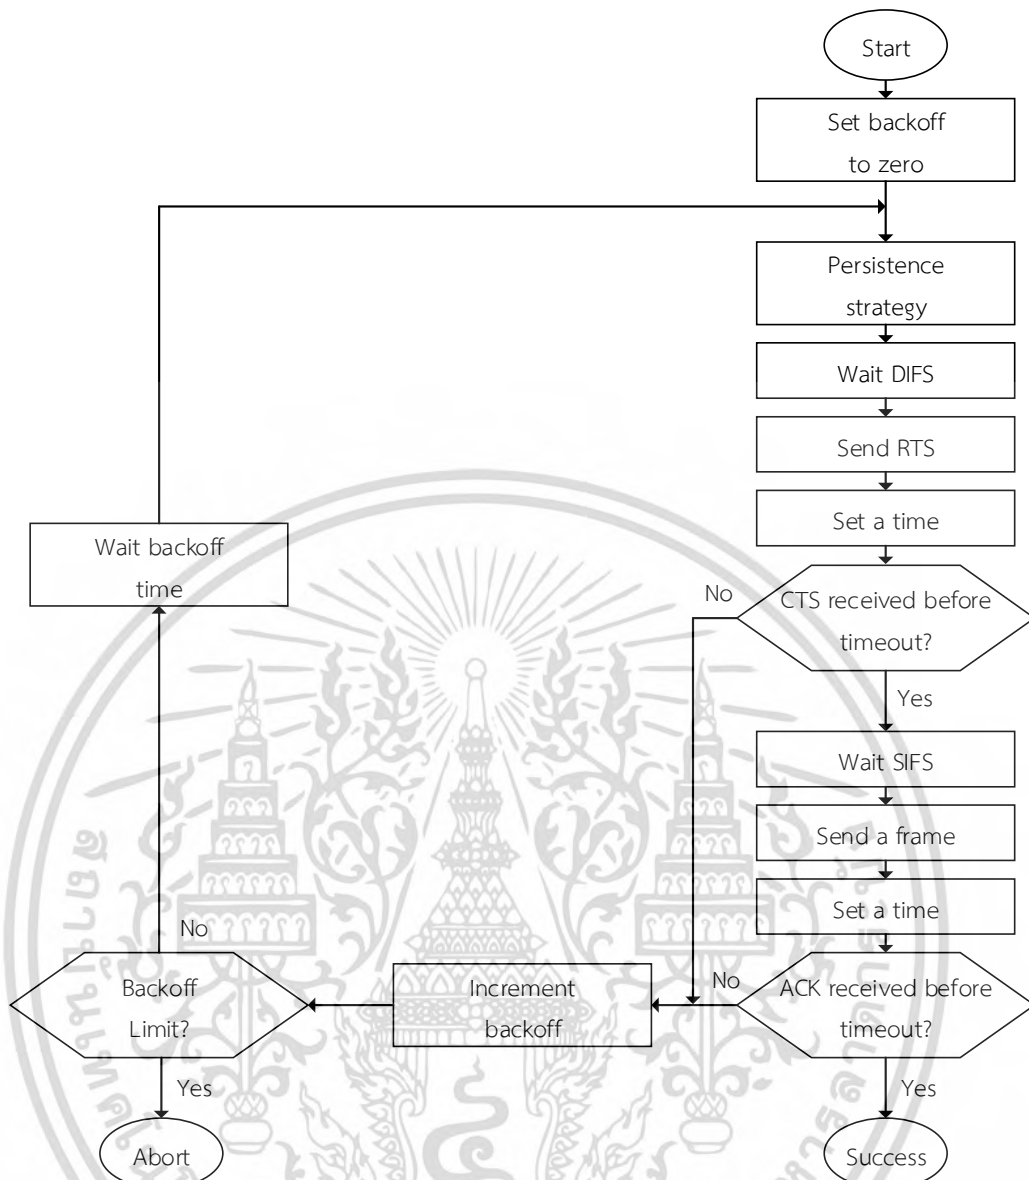 Start
Set backoff
to zero
Persistence
strategy
Wait DIFS
Send RTS
Set a time
Wait backoff
time
No
CTS received before
timeout?
Yes
Wait SIFS
Send a frame
Set a time
No
Backoff
Limit?
Increment
backoff
No
ACK received before
timeout?
Yes
Yes
Abort
Success